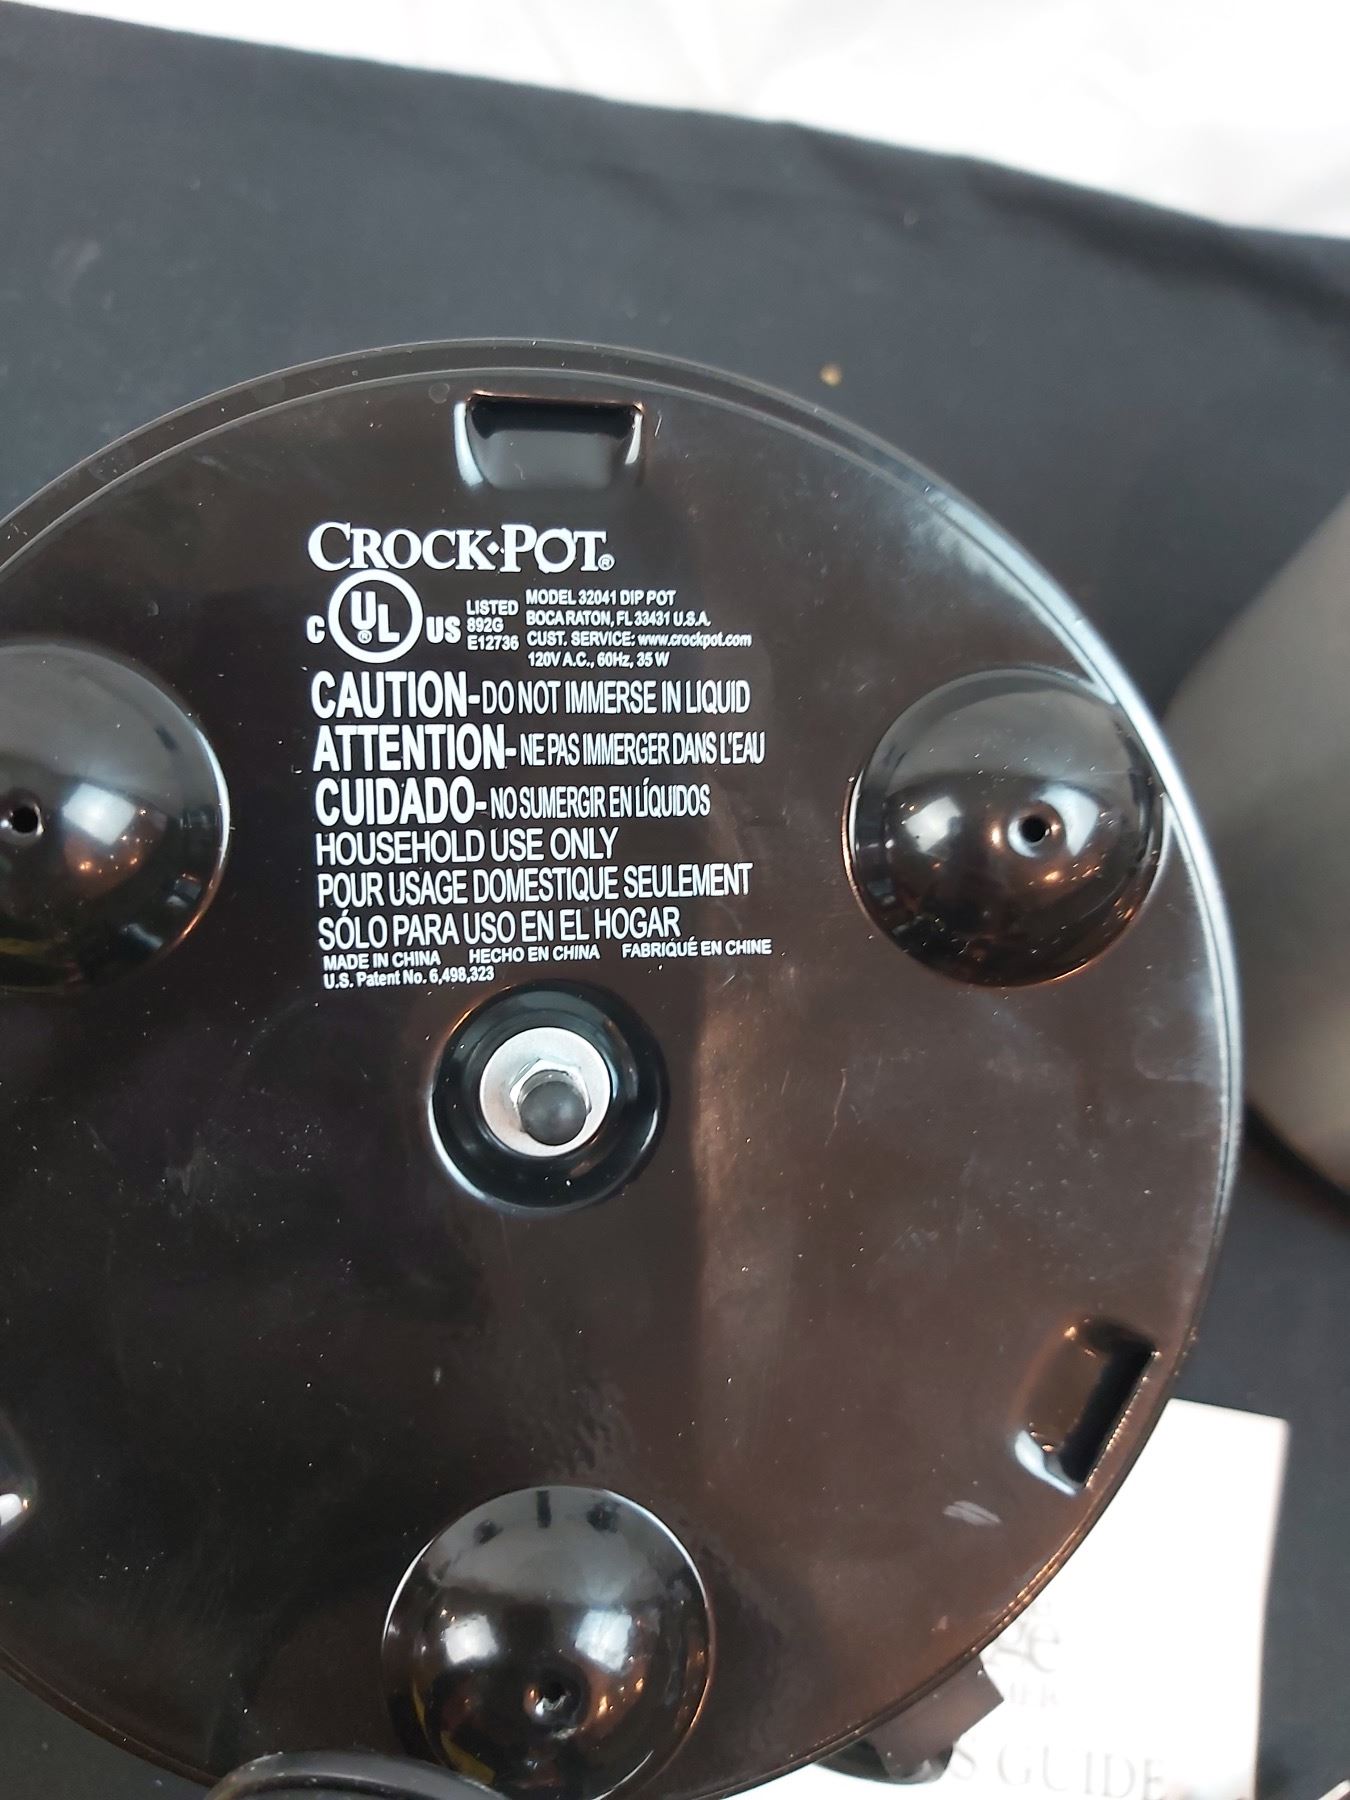 CROCK•POT®
C UL® US
LISTED
892G
E12736
MODEL 32041 DIP POT
BOCA RATON, FL 33431 U.S.A.
CUST. SERVICE: www.crockpot.com
120V A.C., 60Hz, 35 W
CAUTION-DO NOT IMMERSE IN LIQUID
ATTENTION-NE PAS IMMERGER DANS L'EAU
CUIDADO-NO SUMERGIR EN LÍQUIDOS
HOUSEHOLD USE ONLY
POUR USAGE DOMESTIQUE SEULEMENT
SÓLO PARA USO EN EL HOGAR
MADE IN CHINA HECHO EN CHINA FABRIQUÉ EN CHINE
U.S. Patent No. 6,498,323
GUIDE